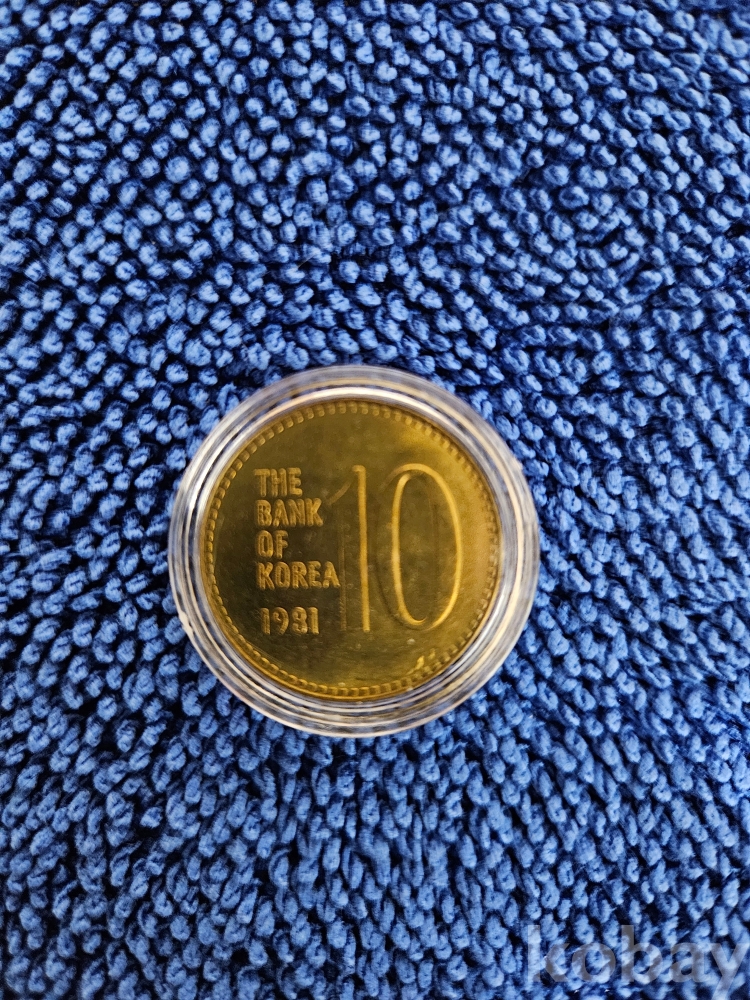 THE
BANK
OF
KOREA
1981
10
kobay